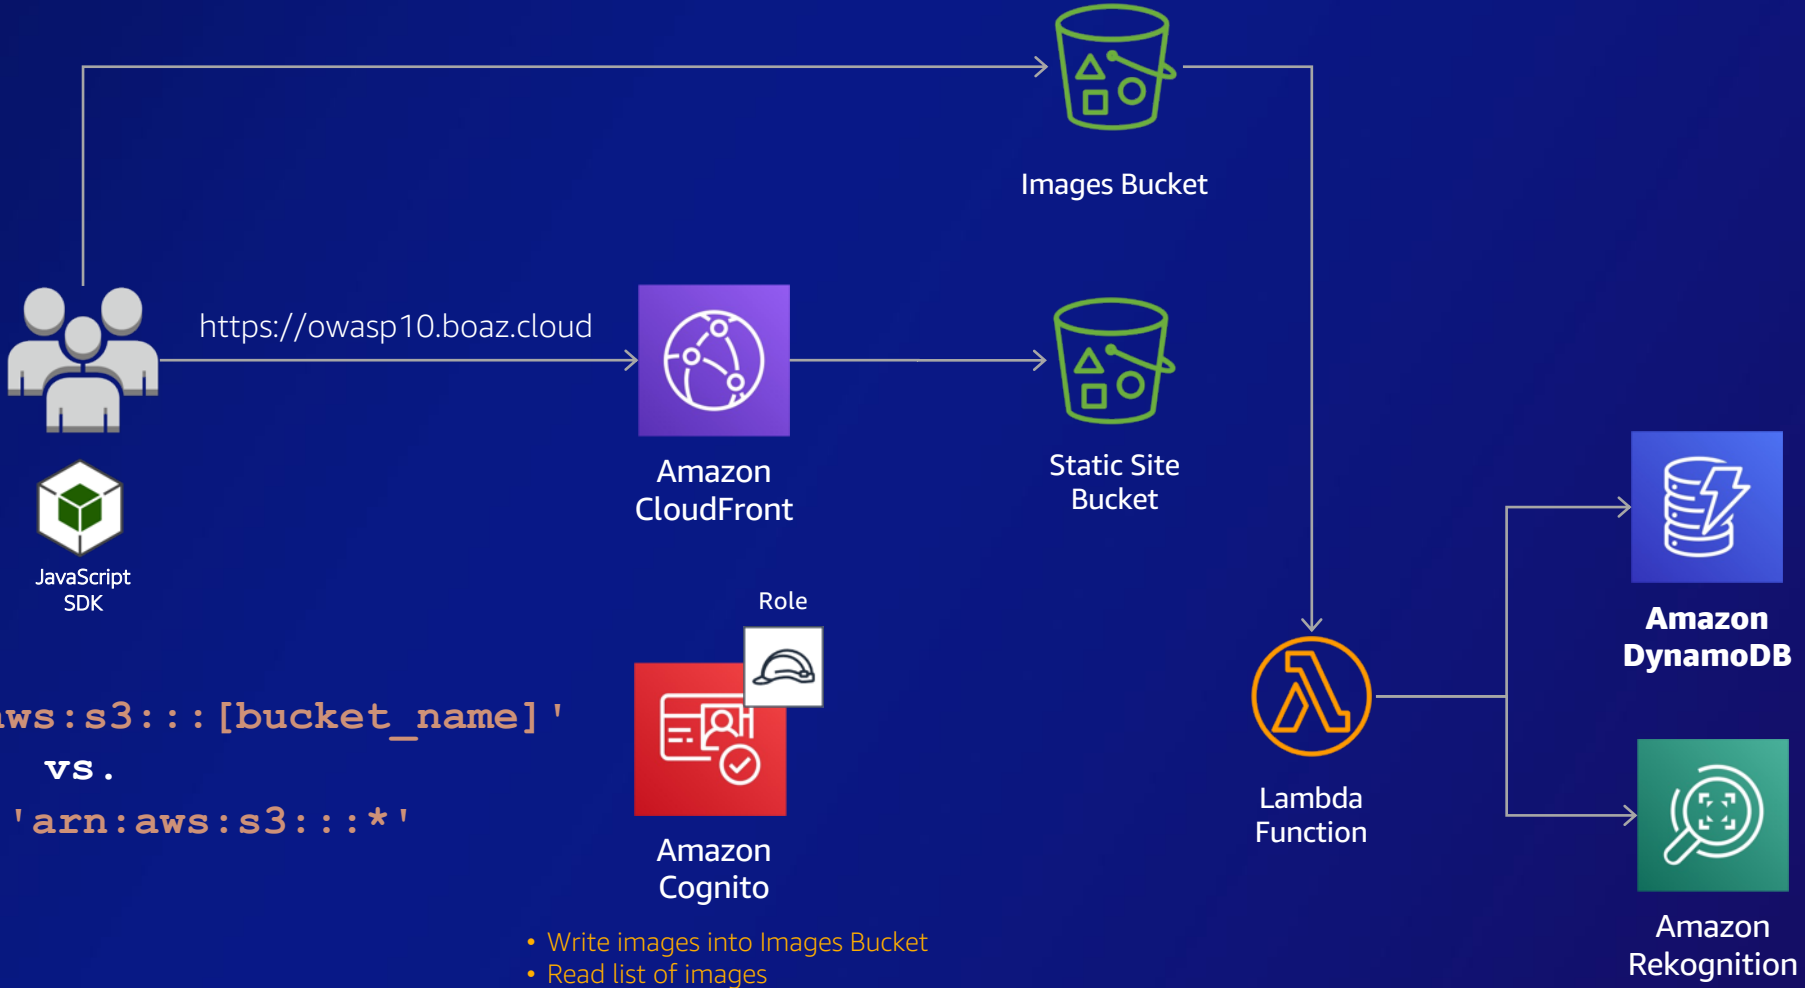 Images Bucket
https://owasp10.boaz.cloud
Amazon
CloudFront
Static Site
Bucket
JavaScript
SDK
Role
Amazon
DynamoDB
aws:s3:::[bucket_name]'
vs.
'arn:aws:s3:::*'
Lambda
Function
Amazon
Cognito
Amazon
Rekognition
• Write images into Images Bucket
• Read list of images